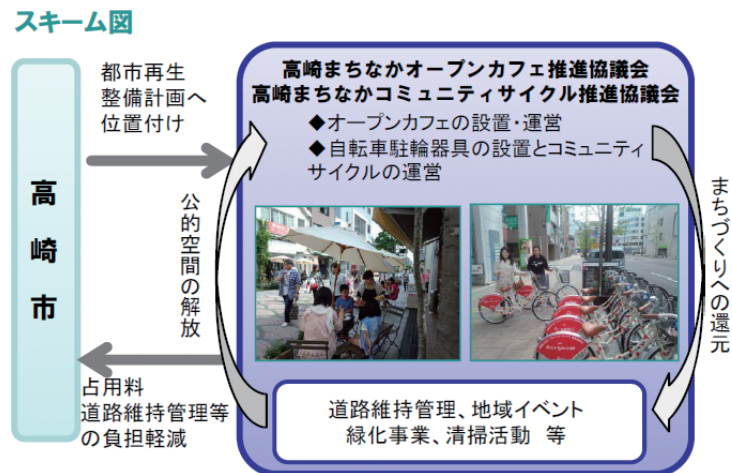 スキーム図
高崎市
都市再生
整備計画へ
位置付け
高崎まちなかオープンカフェ推進協議会
高崎まちなかコミュニティサイクル推進協議会
◆オープンカフェの設置・運営
◆自転車駐輪器具の設置とコミュニティ
サイクルの運営
公的空間の解放
まちづくりへの還元
占用料
道路維持管理等
の負担軽減
道路維持管理、地域イベント
緑化事業、清掃活動 等